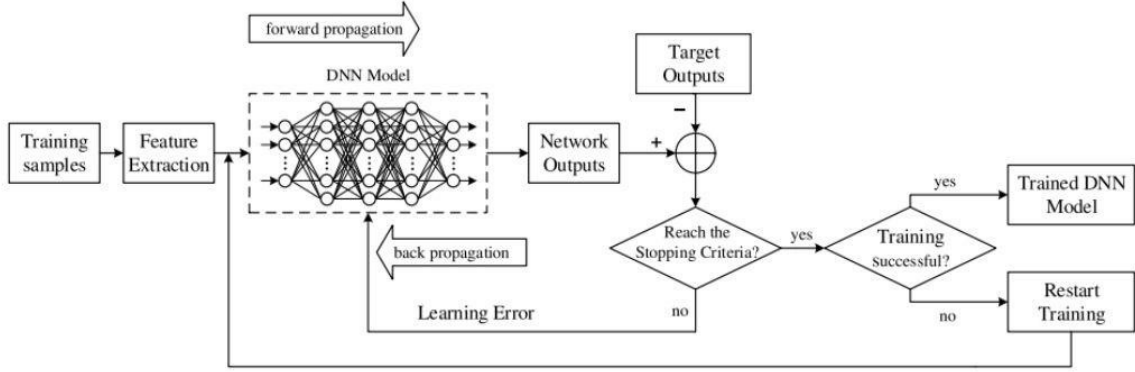 forward propagation
DNN Model
Target
Outputs
−
Training
samples
Feature
Extraction
Network
Outputs
+
Reach the
Stopping Criteria?
yes
Training
successful?
yes
Trained DNN
Model
back propagation
Learning Error
no
no
Restart
Training